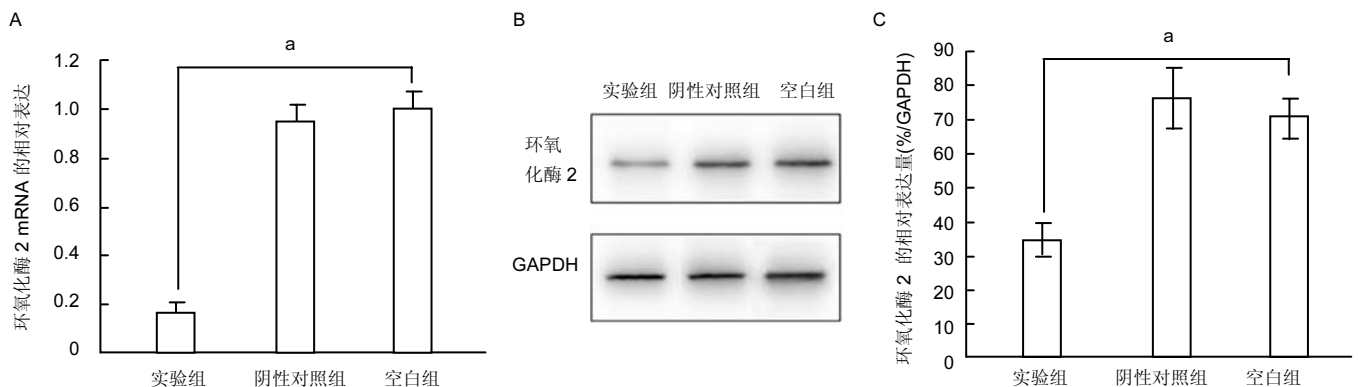 A
环氧化酶 2 mRNA 的相对表达
a
1.2
1.0
0.8
0.6
0.4
0.2
0
实验组 阴性对照组 空白组
B
实验组 阴性对照组 空白组
环氧
化酶 2
GAPDH
C
环氧化酶 2 的相对表达量(%/GAPDH)
a
90
80
70
60
50
40
30
20
10
0
实验组 阴性对照组 空白组